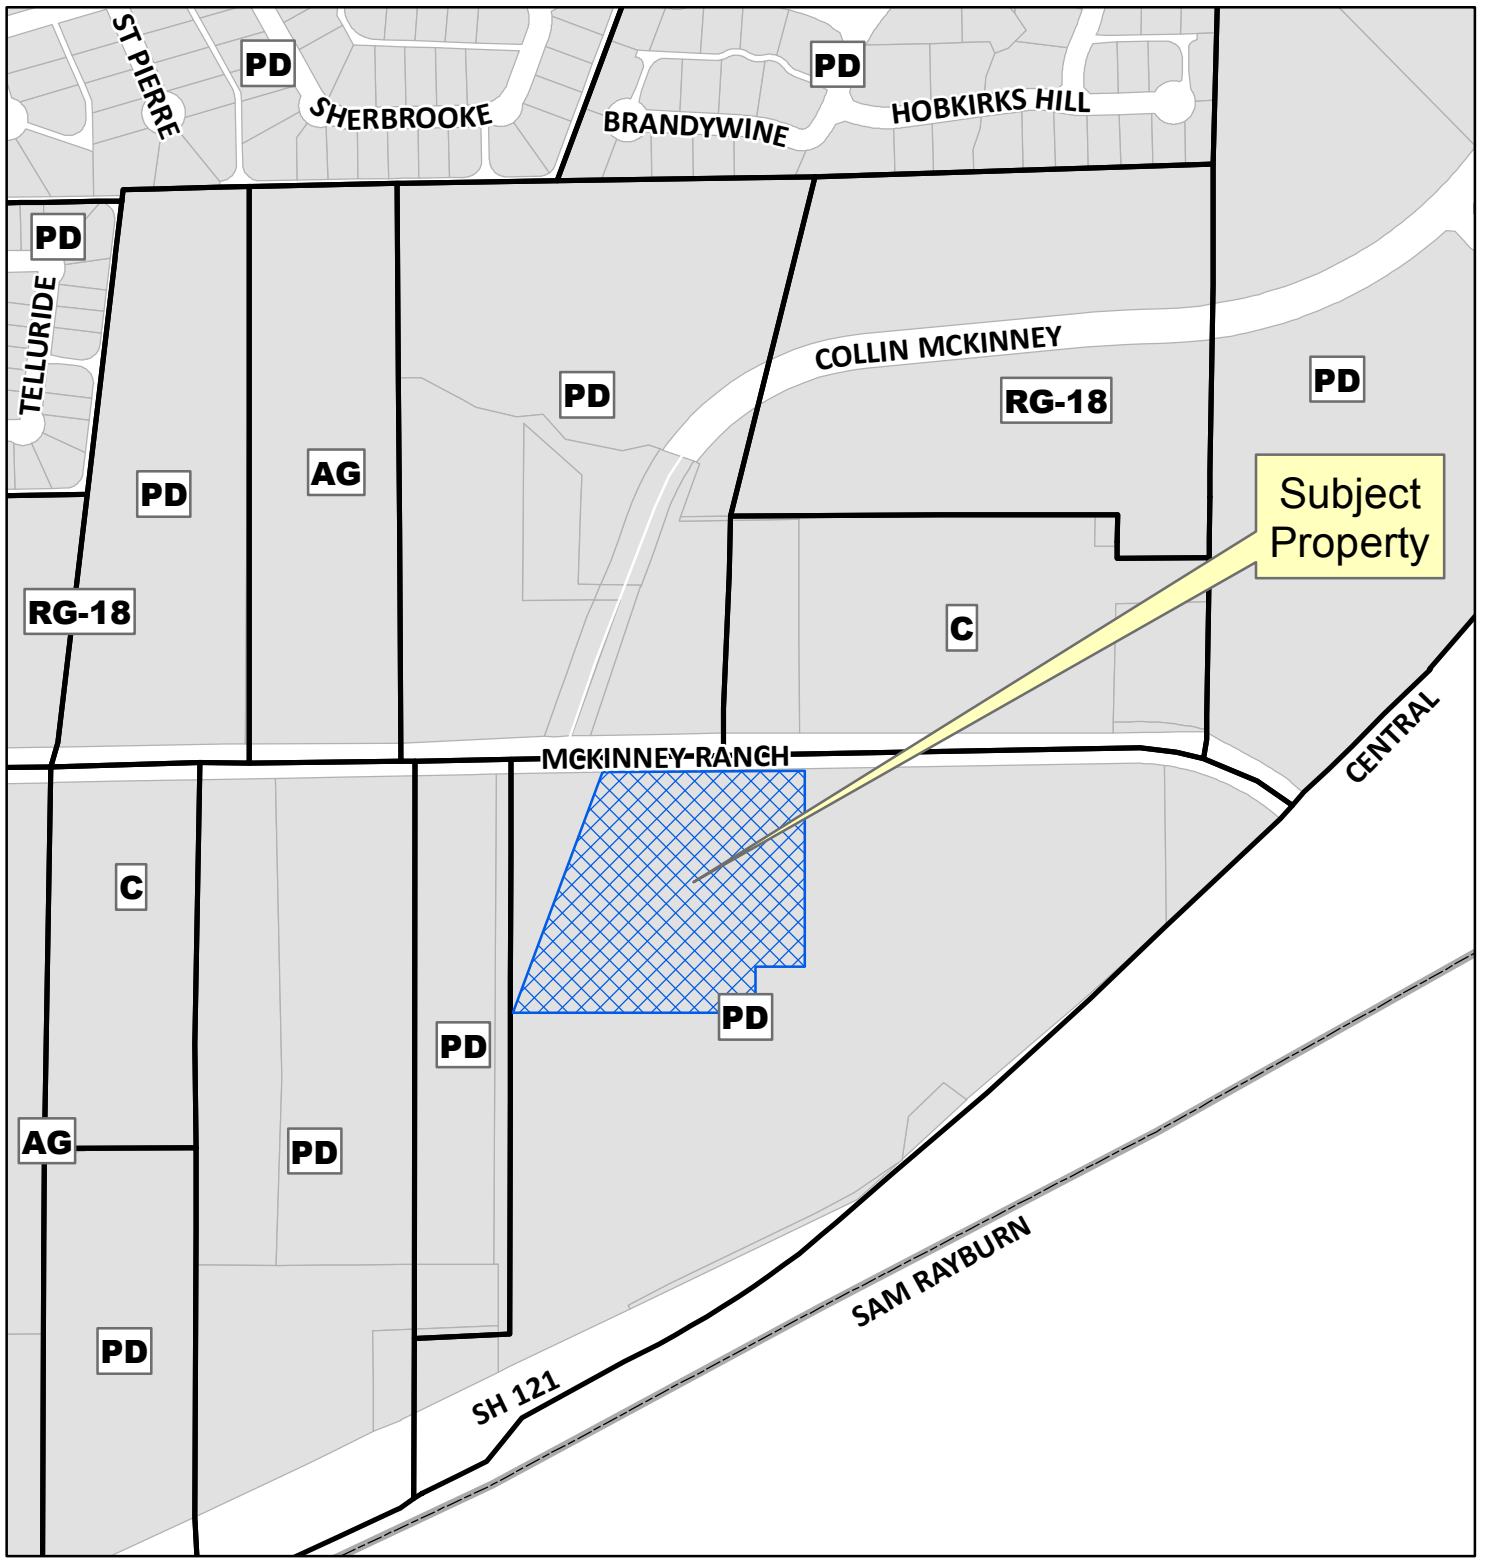 ST PIERRE
PD
SHERBROOKE
PD
BRANDYWINE
HOBKIRKS HILL
PD
TELLURIDE
COLLIN MCKINNEY
PD
RG-18
PD
AG
PD
Subject
Property
RG-18
C
MCKINNEY RANCH
CENTRAL
C
PD
PD
AG
PD
SAM RAYBURN
PD
SH 121